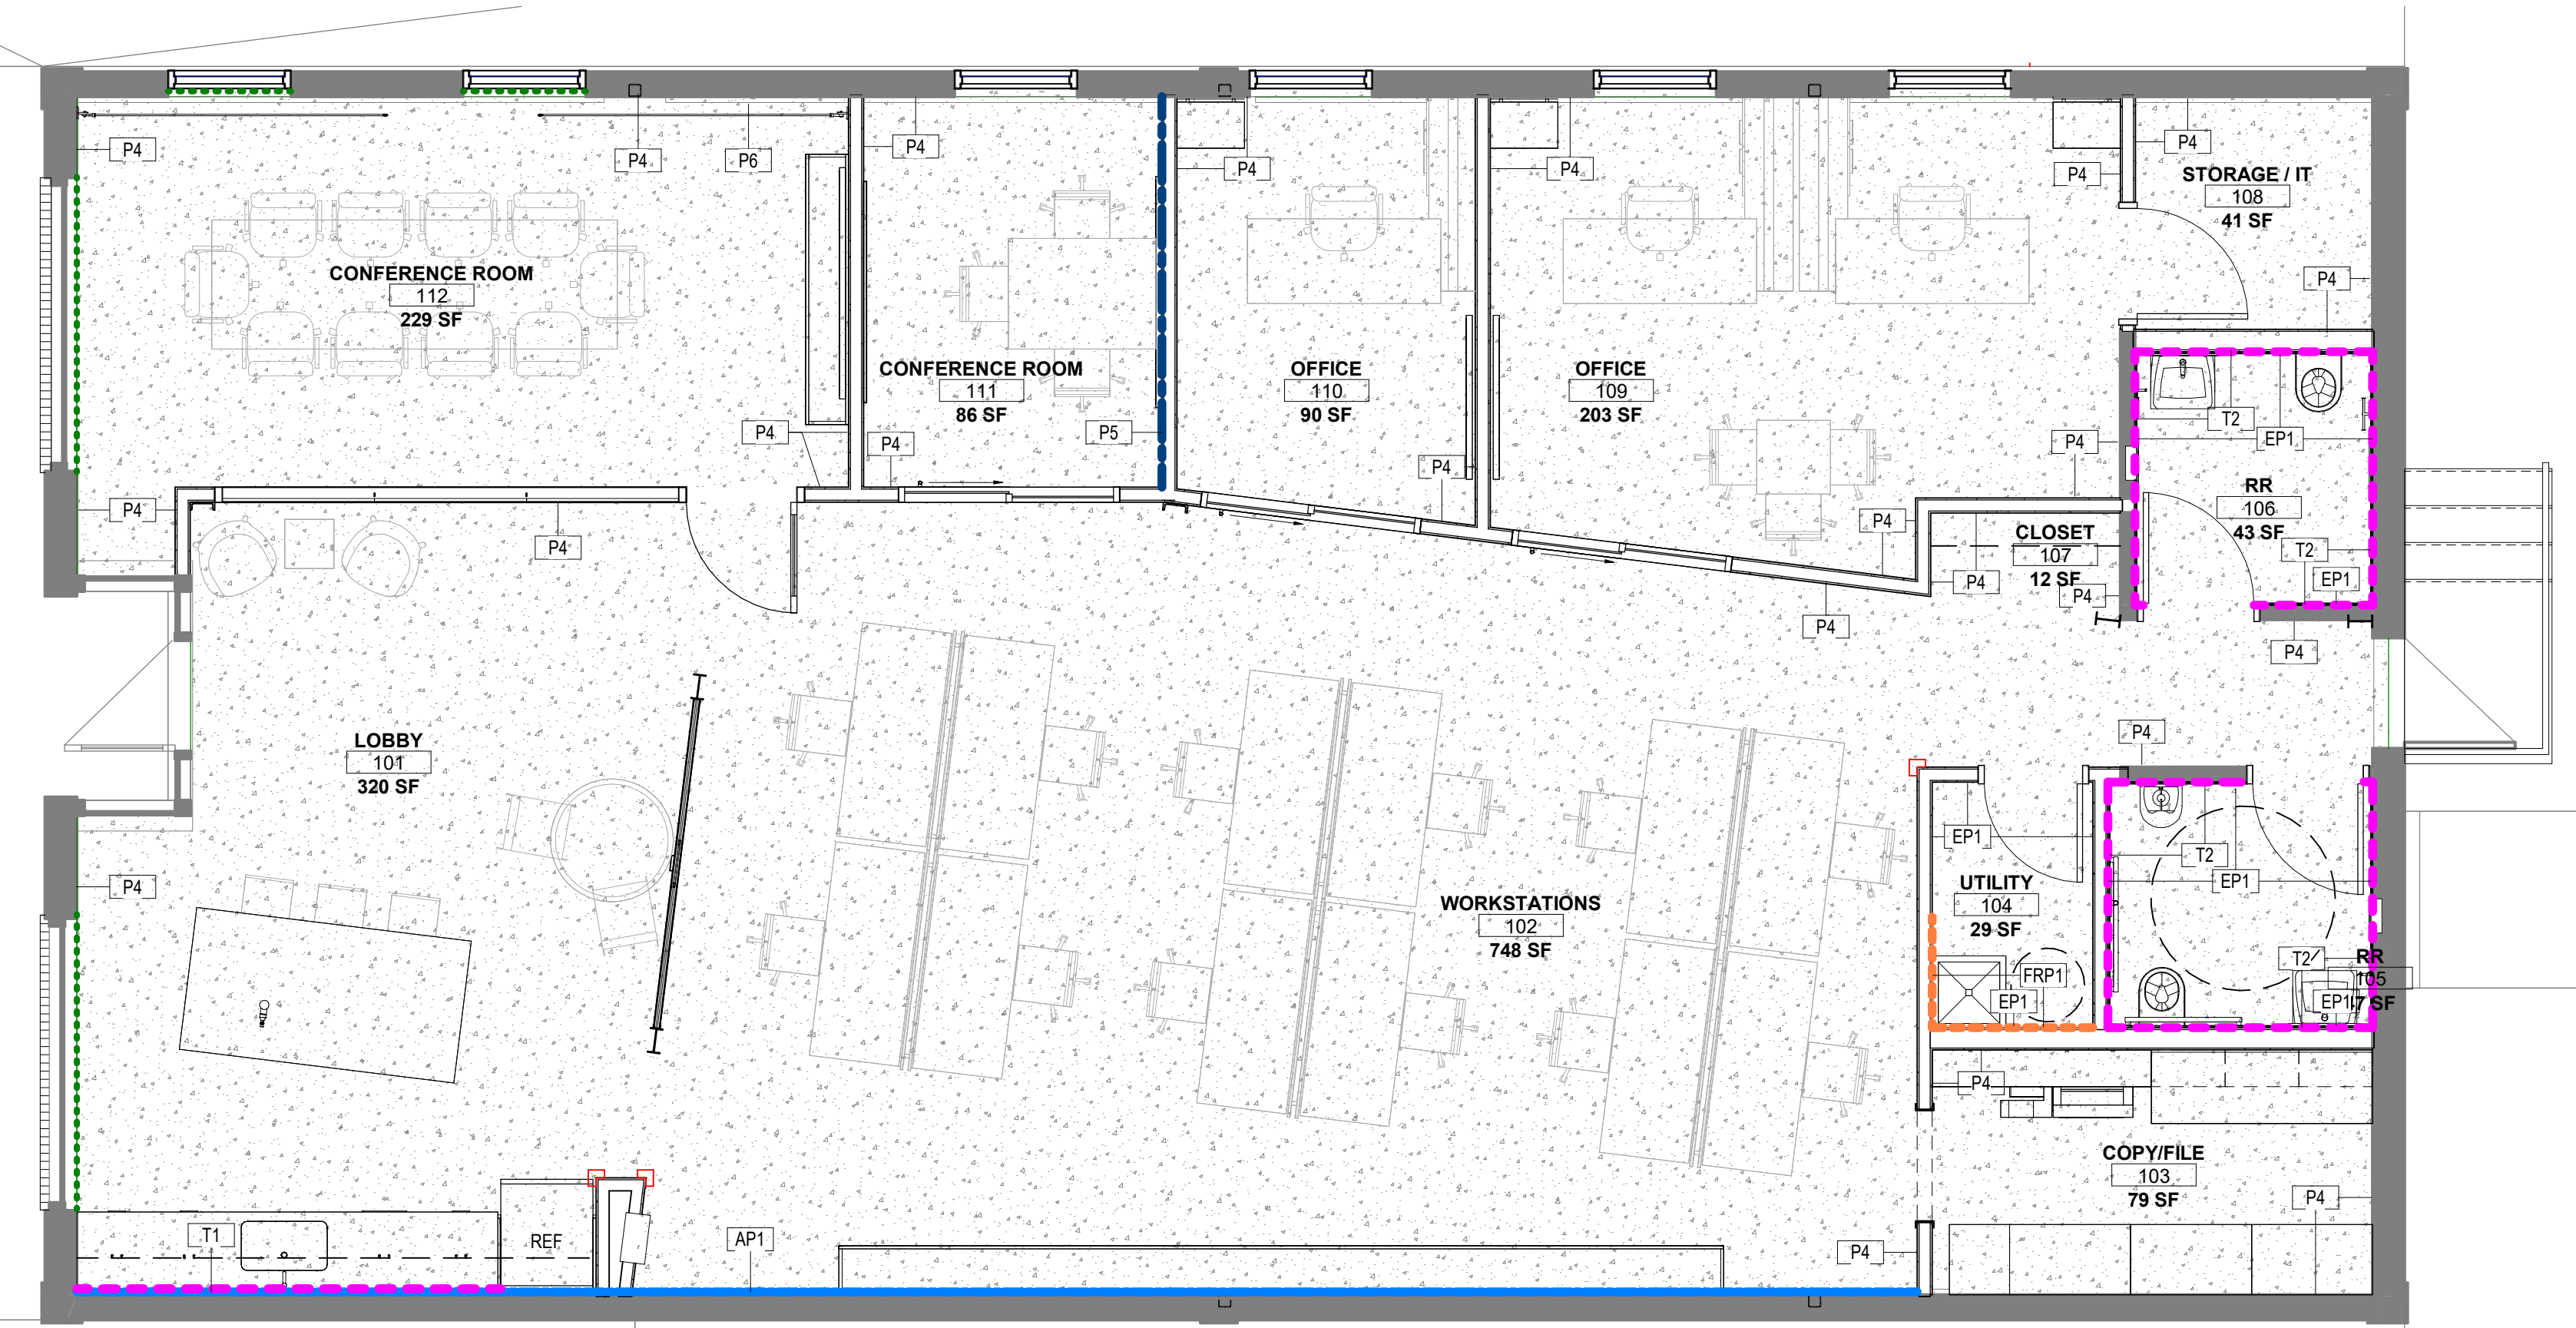 P4
P4
P6
P4
P4
P4
P4
P4
STORAGE / IT
108
41 SF
P4
CONFERENCE ROOM
112
229 SF
CONFERENCE ROOM
111
86 SF
OFFICE
110
90 SF
OFFICE
109
203 SF
T2
EP1
P4
P4
P5
P4
P4
RR
106
43 SF
P4
P4
P4
CLOSET
107
12 SF
T2
EP1
P4
P4
P4
P4
P4
LOBBY
101
320 SF
P4
EP1
T2
EP1
P4
UTILITY
104
29 SF
WORKSTATIONS
102
748 SF
FRP1
EP1
T2
RR
105
EP1
P4
COPY/FILE
103
79 SF
P4
T1
REF
AP1
P4